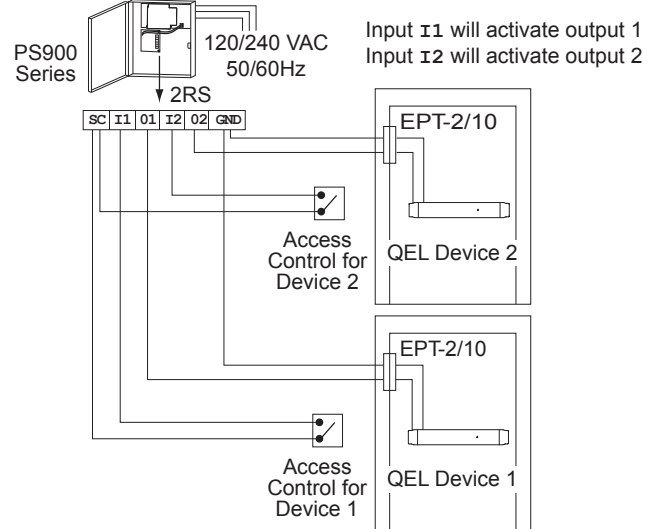 Input I1 will activate output 1
Input I2 will activate output 2
PS900
Series
120/240 VAC
50/60Hz
2RS
SC I1 01 I2 02 GND
EPT-2/10
Access
Control for
Device 2
QEL Device 2
EPT-2/10
Access
Control for
Device 1
QEL Device 1